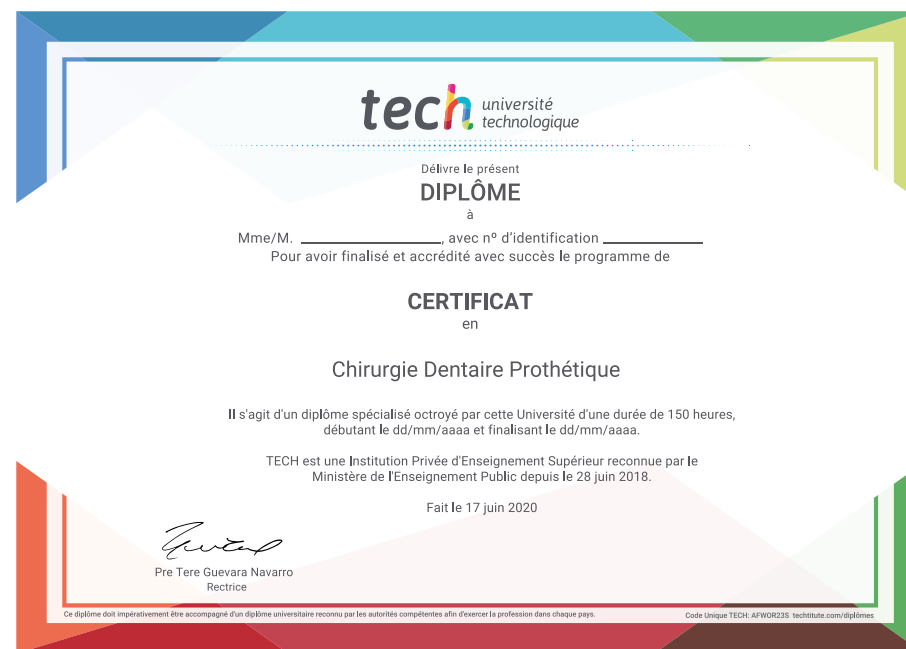 tech université
technologique
Délivre le présent
DIPLÔME
à
Mme/M. ____________________, avec nº d'identification ______________
Pour avoir finalisé et accrédité avec succès le programme de
CERTIFICAT
en
Chirurgie Dentaire Prothétique
Il s'agit d'un diplôme spécialisé octroyé par cette Université d'une durée de 150 heures,
débutant le dd/mm/aaaa et finalisant le dd/mm/aaaa.
TECH est une Institution Privée d'Enseignement Supérieur reconnue par le
Ministère de l'Enseignement Public depuis le 28 juin 2018.
Fait le 17 juin 2020
Pre Tere Guevara Navarro
Rectrice
Ce diplôme doit impérativement être accompagné d'un diplôme universitaire reconnu par les autorités compétentes afin d'exercer la profession dans chaque pays.
Code Unique TECH: AFWOR23S techtitute.com/diplômes